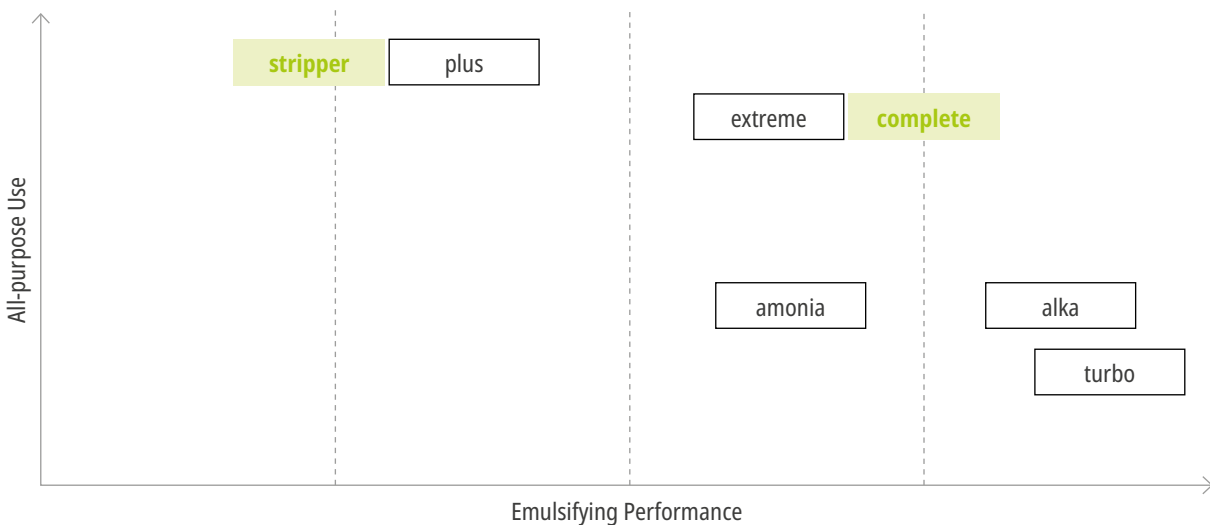 stripper
plus
extreme
complete
All-purpose Use
amonia
alka
turbo
Emulsifying Performance